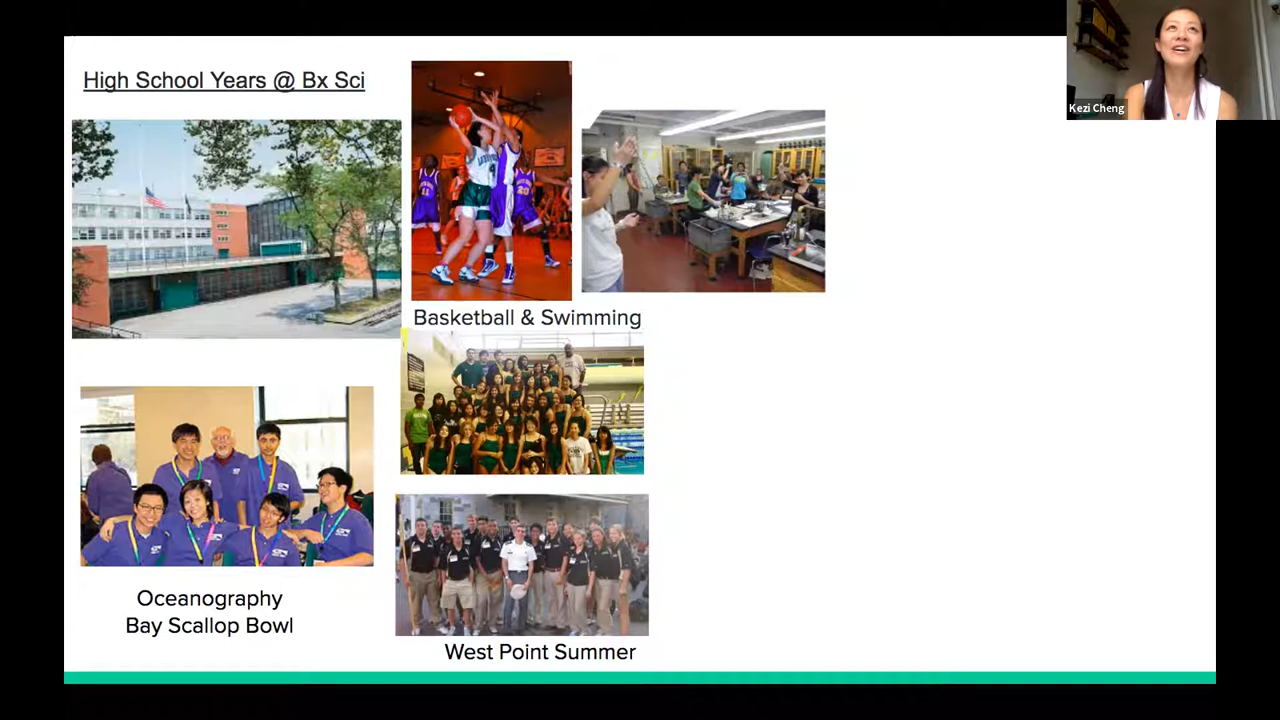 High School Years @ Bx Sci
Kezi Cheng
Basketball & Swimming
Oceanography
Bay Scallop Bowl
West Point Summer